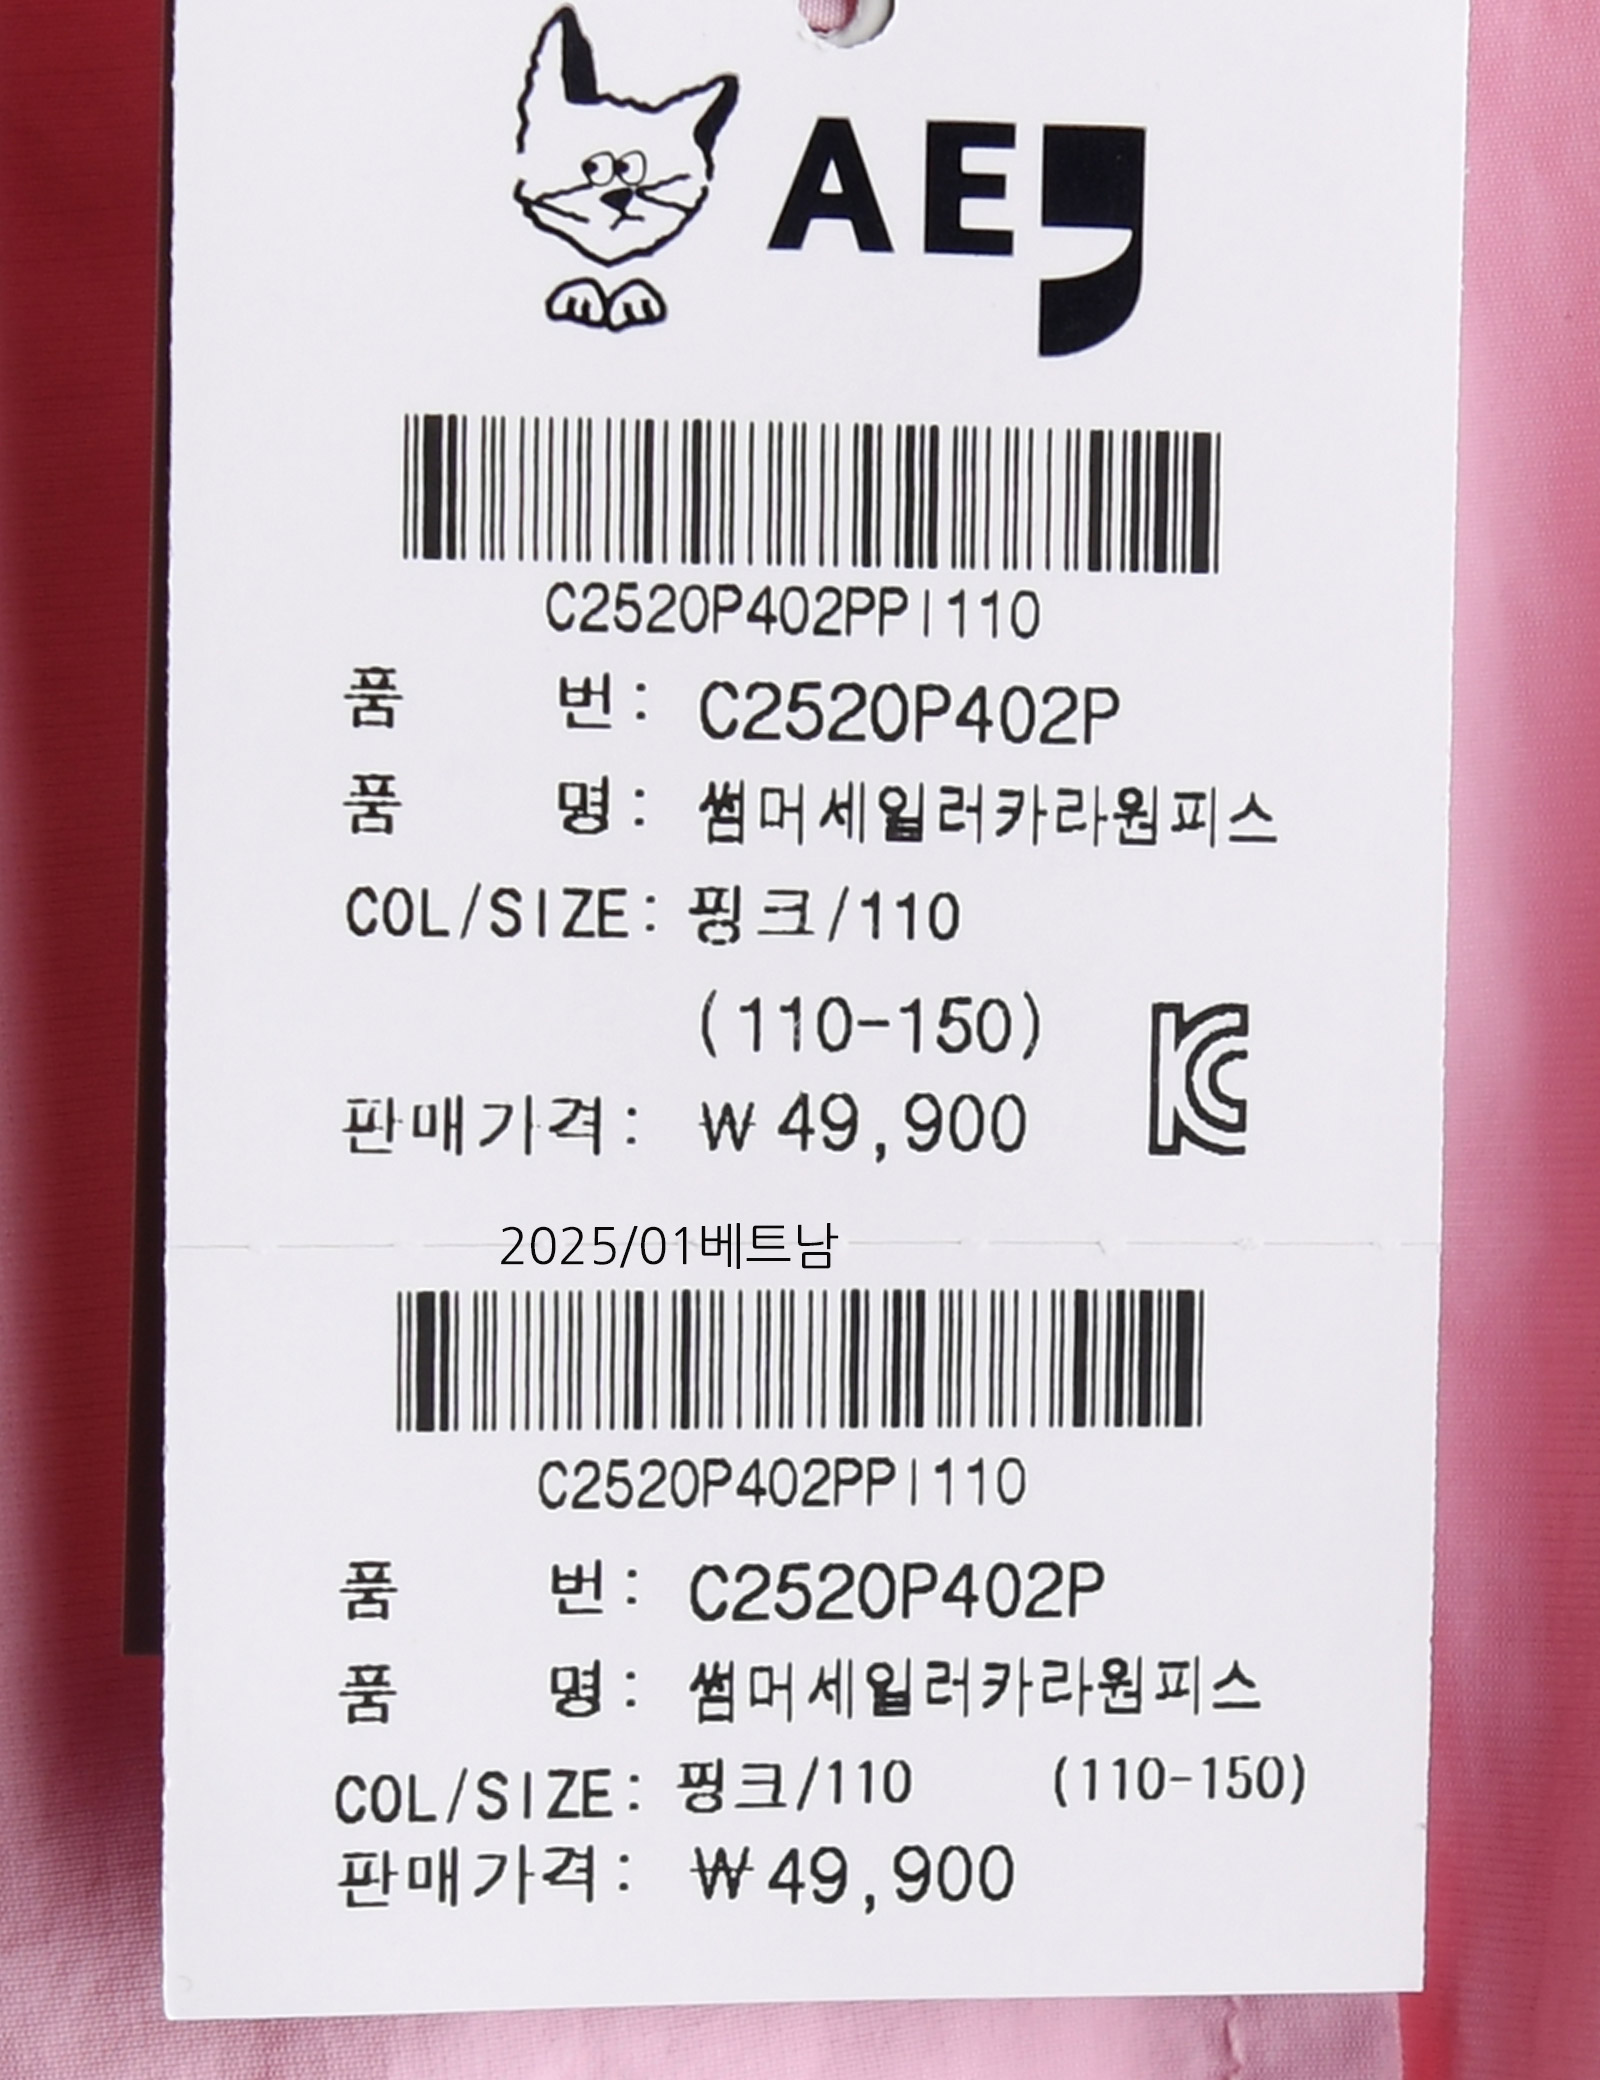 AE,
C2520P402PPI110
품 번: C2520P402P
품 명: 썸머세일러카라원피스
COL/SIZE: 핑크/110
(110-150)
KC
판매가격: ₩49,900
2025/01베트남
C2520P402PPI110
품 번: C2520P402P
품 명: 썸머세일러카라원피스
COL/SIZE: 핑크/110 (110-150)
판매가격: ₩49,900